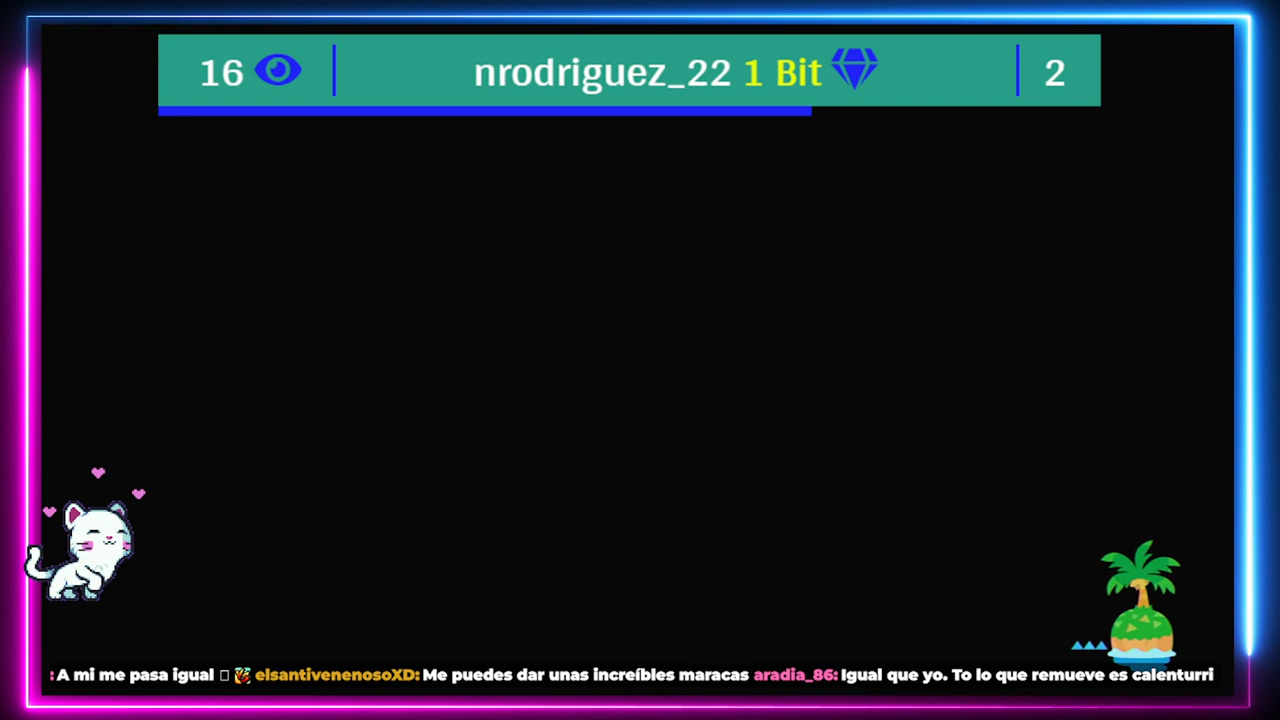 16 nrodriguez_22 1 Bit 2
: A mi me pasa igual elsantivenenosoXD: Me puedes dar unas increíbles maracas aradia_86: Igual que yo. To lo que remueve es calenturri